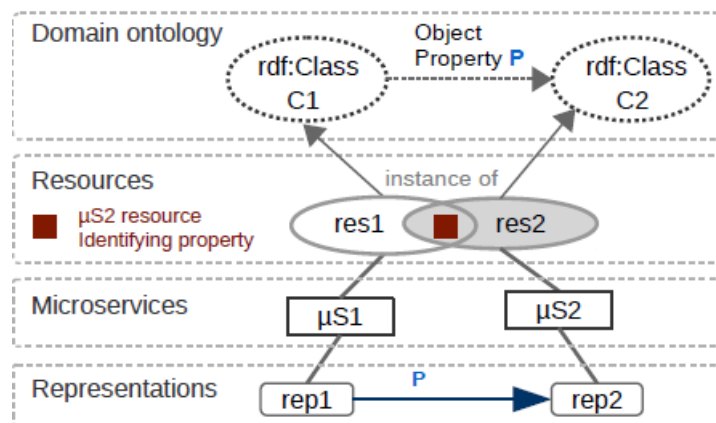 Domain ontology
Object
Property P
rdf:Class
C1
rdf:Class
C2
Resources
instance of
µS2 resource
Identifying property
res1
res2
Microservices
µS1
µS2
Representations
P
rep1
rep2